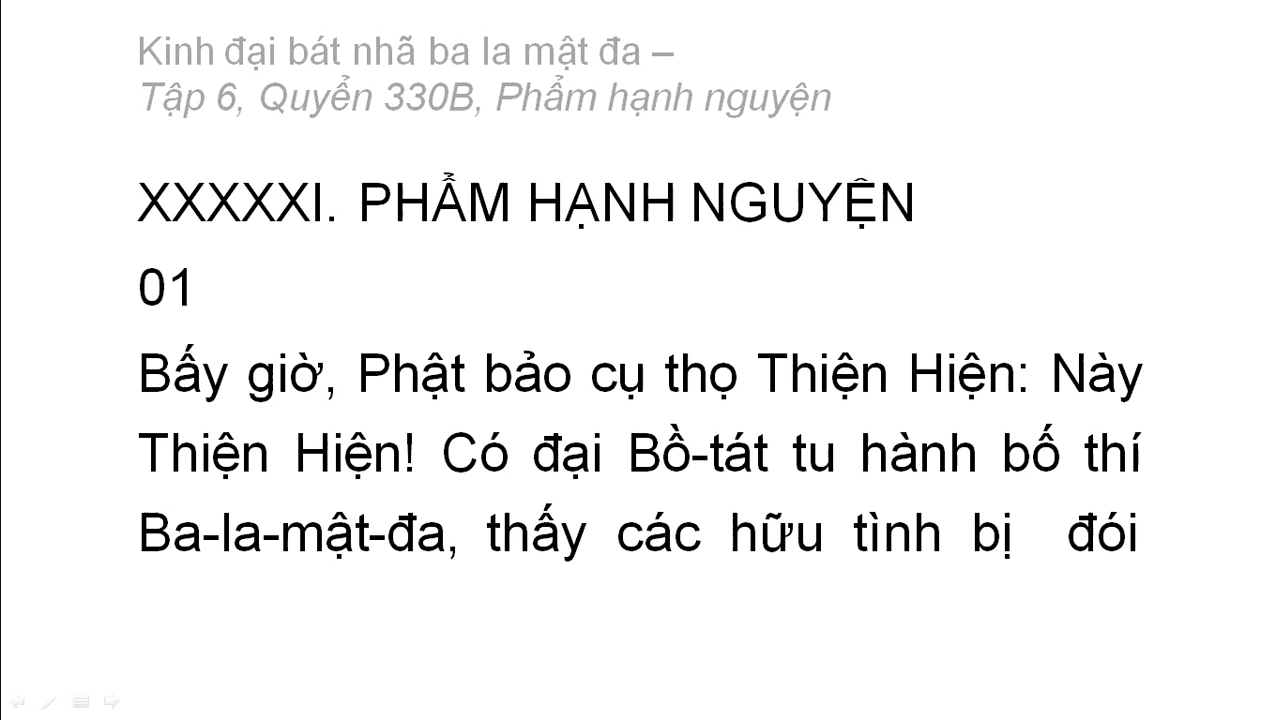 Kinh đại bát nhã ba la mật đa –
Tập 6, Quyển 330B, Phẩm hạnh nguyện
XXXXXI. PHẨM HẠNH NGUYỆN
01
Bấy giờ, Phật bảo cụ thọ Thiện Hiện: Này
Thiện Hiện! Có đại Bồ-tát tu hành bố thí
Ba-la-mật-đa, thấy các hữu tình bị đói